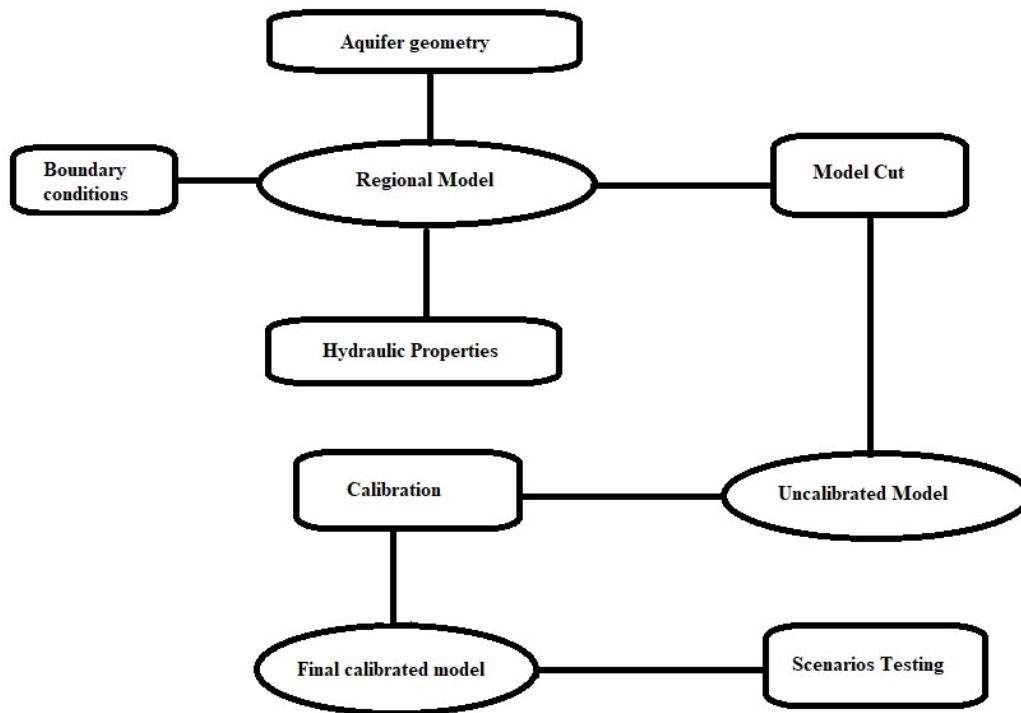 Aquifer geometry
Boundary
conditions
Regional Model
Model Cut
Hydraulic Properties
Calibration
Uncalibrated Model
Final calibrated model
Scenarios Testing